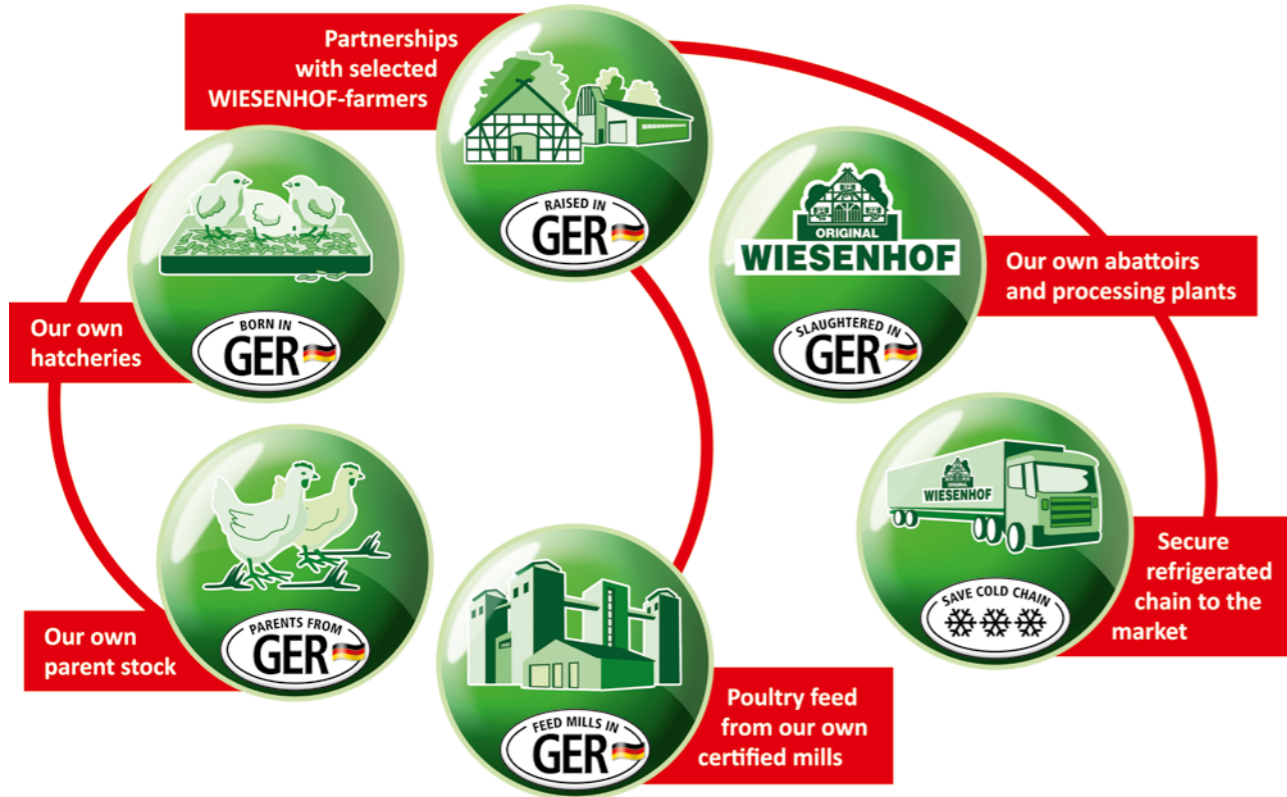 Partnerships
with selected
WIESENHOF-farmers
RAISED IN
GER
ORIGINAL
WIESENHOF
SLAUGHTERED IN
GER
Our own abattoirs
and processing plants
BORN IN
GER
Our own
hatcheries
PARENTS FROM
GER
Our own
parent stock
FEED MILLS IN
GER
Poultry feed
from our own
certified mills
ORIGINAL
WIESENHOF
SAVE COLD CHAIN
Secure
refrigerated
chain to the
market